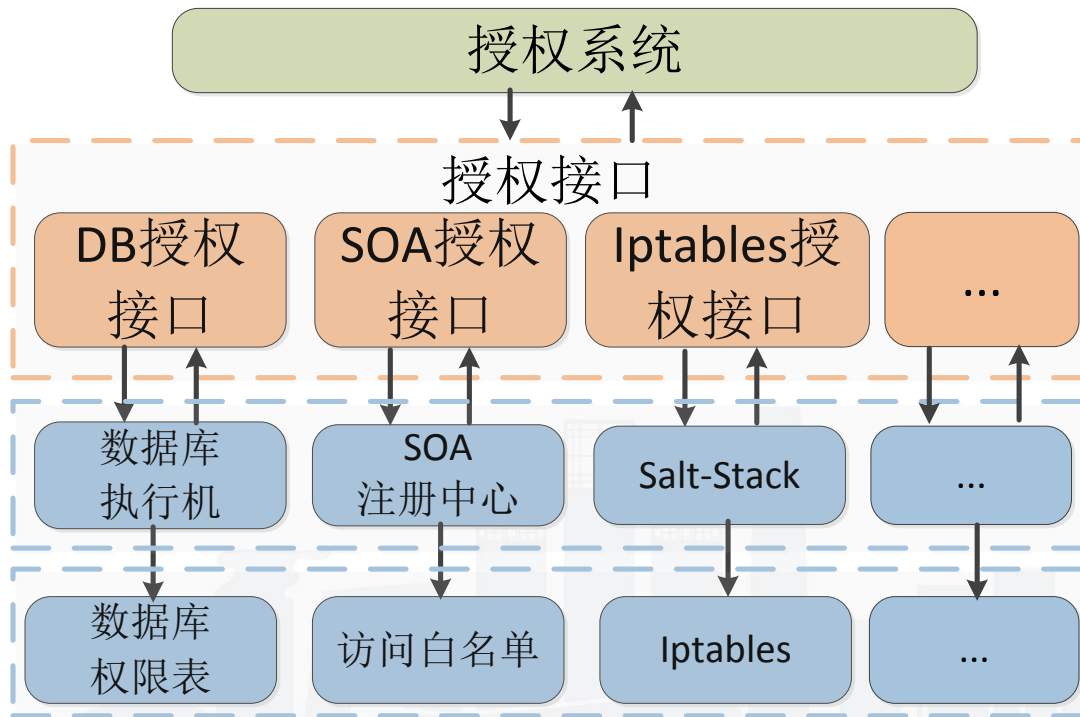 授权系统
授权接口
DB授权
接口
SOA授权
接口
Iptables授
权接口
...
数据库
执行机
SOA
注册中心
Salt-Stack
...
数据库
权限表
访问白名单
Iptables
...